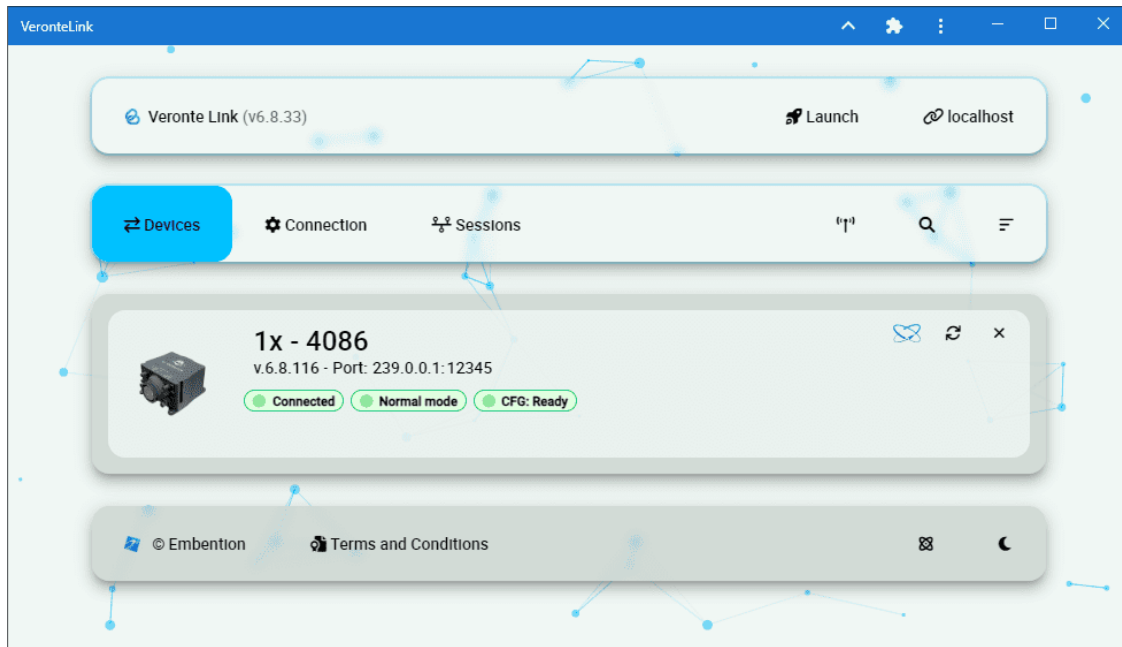 VeronteLink
Veronte Link (v6.8.33)
Launch
localhost
Devices
Connection
Sessions
1x - 4086
v.6.8.116 - Port: 239.0.0.1:12345
Connected
Normal mode
CFG: Ready
© Embention
Terms and Conditions